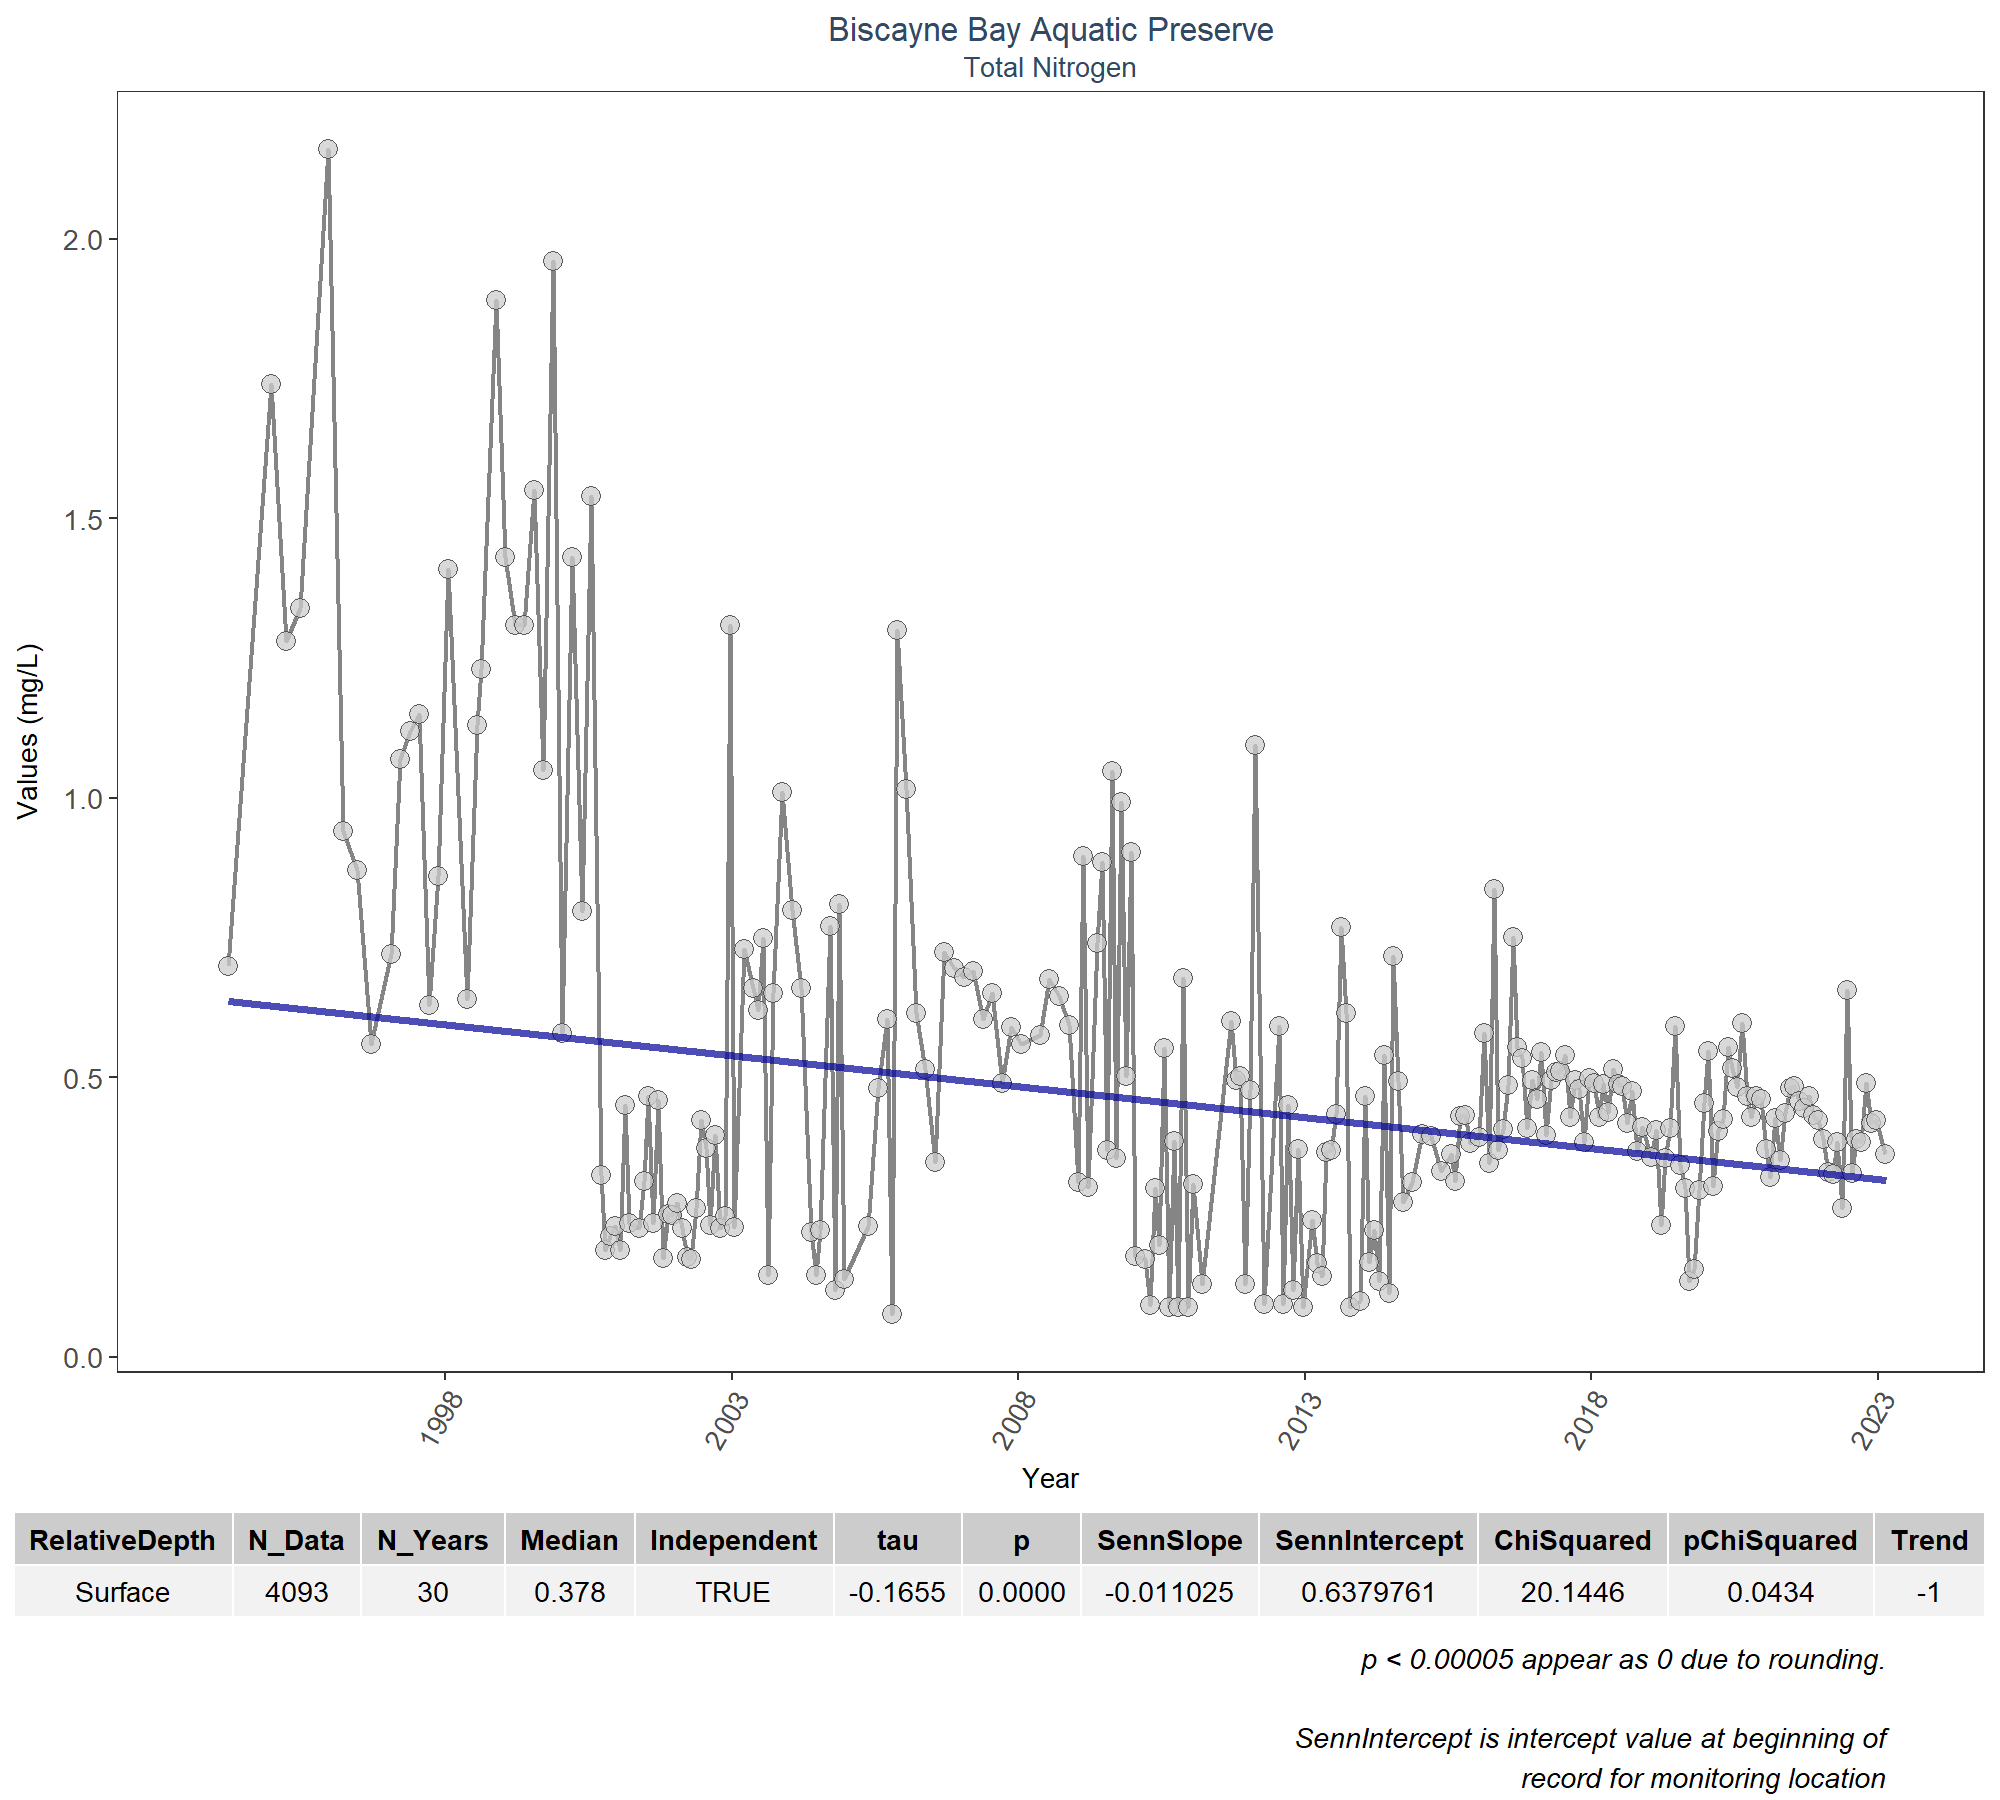 Biscayne Bay Aquatic Preserve
Total Nitrogen
Values (mg/L)
2.0
1.5
1.0
0.5
0.0
1998 2003 2008 2013 2018 2023
Year
RelativeDepth N_Data N_Years Median Independent tau p SennSlope SennIntercept ChiSquared pChiSquared Trend
Surface 4093 30 0.378 TRUE -0.1655 0.0000 -0.011025 0.6379761 20.1446 0.0434 -1
p < 0.00005 appear as 0 due to rounding.
SennIntercept is intercept value at beginning of
record for monitoring location